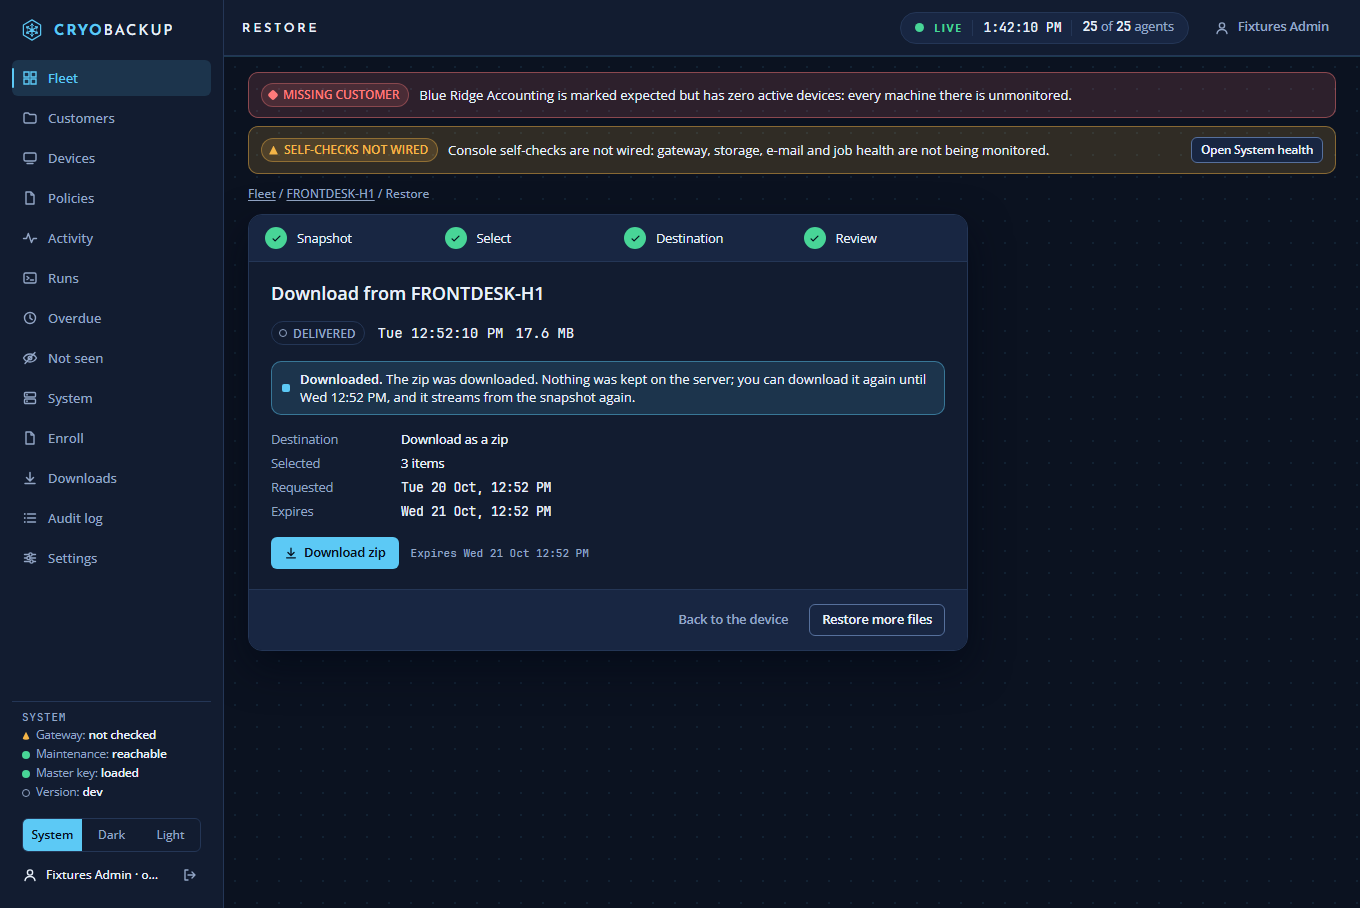 CRYOBACKUP
RESTORE
LIVE 1:42:10 PM 25 of 25 agents
Fixtures Admin
Fleet
Customers
Devices
Policies
Activity
Runs
Overdue
Not seen
System
Enroll
Downloads
Audit log
Settings
SYSTEM
Gateway: not checked
Maintenance: reachable
Master key: loaded
Version: dev
System Dark Light
Fixtures Admin · o...
MISSING CUSTOMER Blue Ridge Accounting is marked expected but has zero active devices: every machine there is unmonitored.
SELF-CHECKS NOT WIRED Console self-checks are not wired: gateway, storage, e-mail and job health are not being monitored. Open System health
Fleet / FRONTDESK-H1 / Restore
Snapshot Select Destination Review
Download from FRONTDESK-H1
DELIVERED Tue 12:52:10 PM 17.6 MB
Downloaded. The zip was downloaded. Nothing was kept on the server; you can download it again until
Wed 12:52 PM, and it streams from the snapshot again.
Destination Download as a zip
Selected 3 items
Requested Tue 20 Oct, 12:52 PM
Expires Wed 21 Oct, 12:52 PM
Download zip Expires Wed 21 Oct 12:52 PM
Back to the device Restore more files